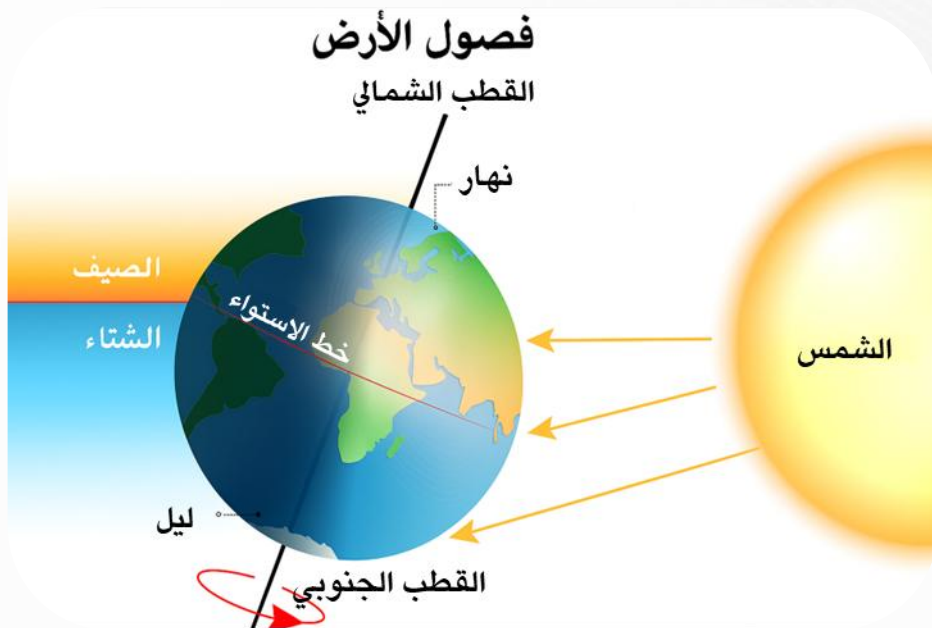 فصول الأرض
القطب الشمالي
نهار
الصيف
خط الاستواء
الشتاء
الشمس
ليل
القطب الجنوبي